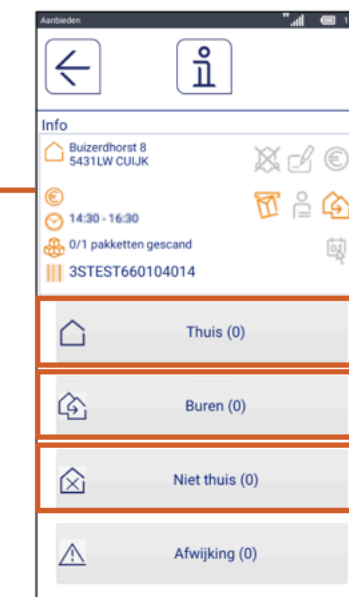 Aanbieden
Info
Buizerdhorst 8
5431LW CUIJK
14:30 - 16:30
0/1 pakketten gescand
3STEST660104014
Thuis (0)
Buren (0)
Niet thuis (0)
Afwijking (0)